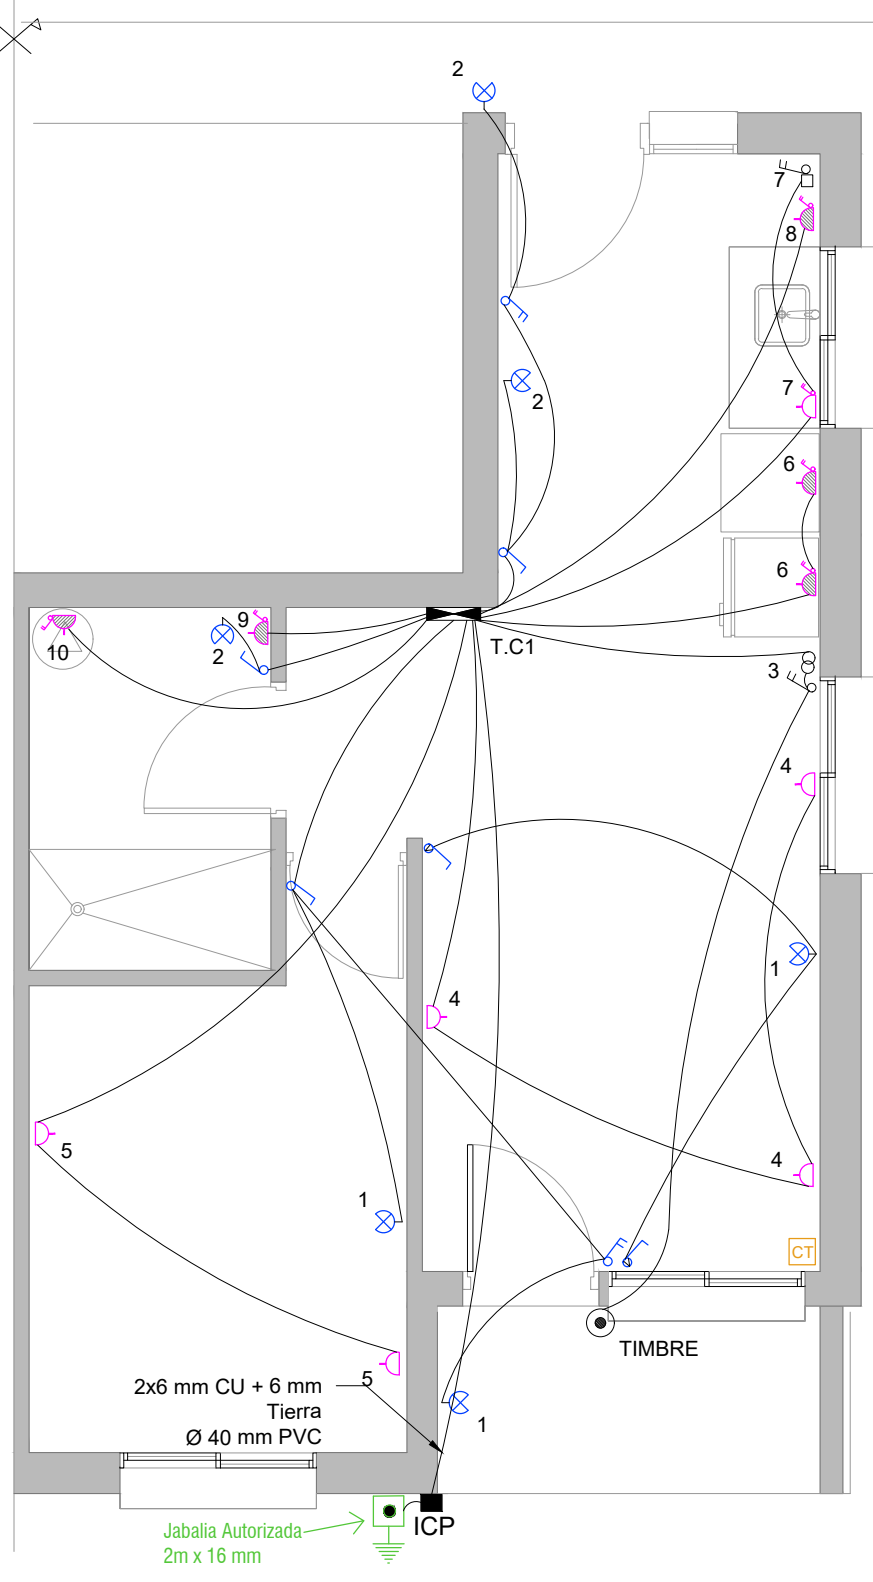 2
7
8
7
2
6
6
9
2
10
T.C1
3
4
1
4
5
4
1
CT
TIMBRE
5
2x6 mm CU + 6 mm
Tierra
Ø 40 mm PVC
1
ICP
Jabalia Autorizada
2m x 16 mm